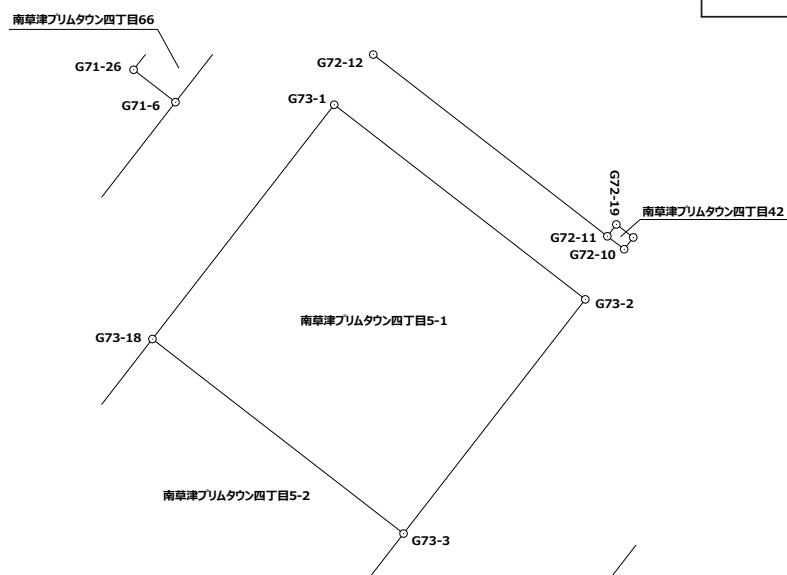 南草津プリムタウン四丁目66
G71-26
G72-12
G71-6
G73-1
G72-19
南草津プリムタウン四丁目42
G72-11
G72-10
G73-2
南草津プリムタウン四丁目5-1
G73-18
南草津プリムタウン四丁目5-2
G73-3